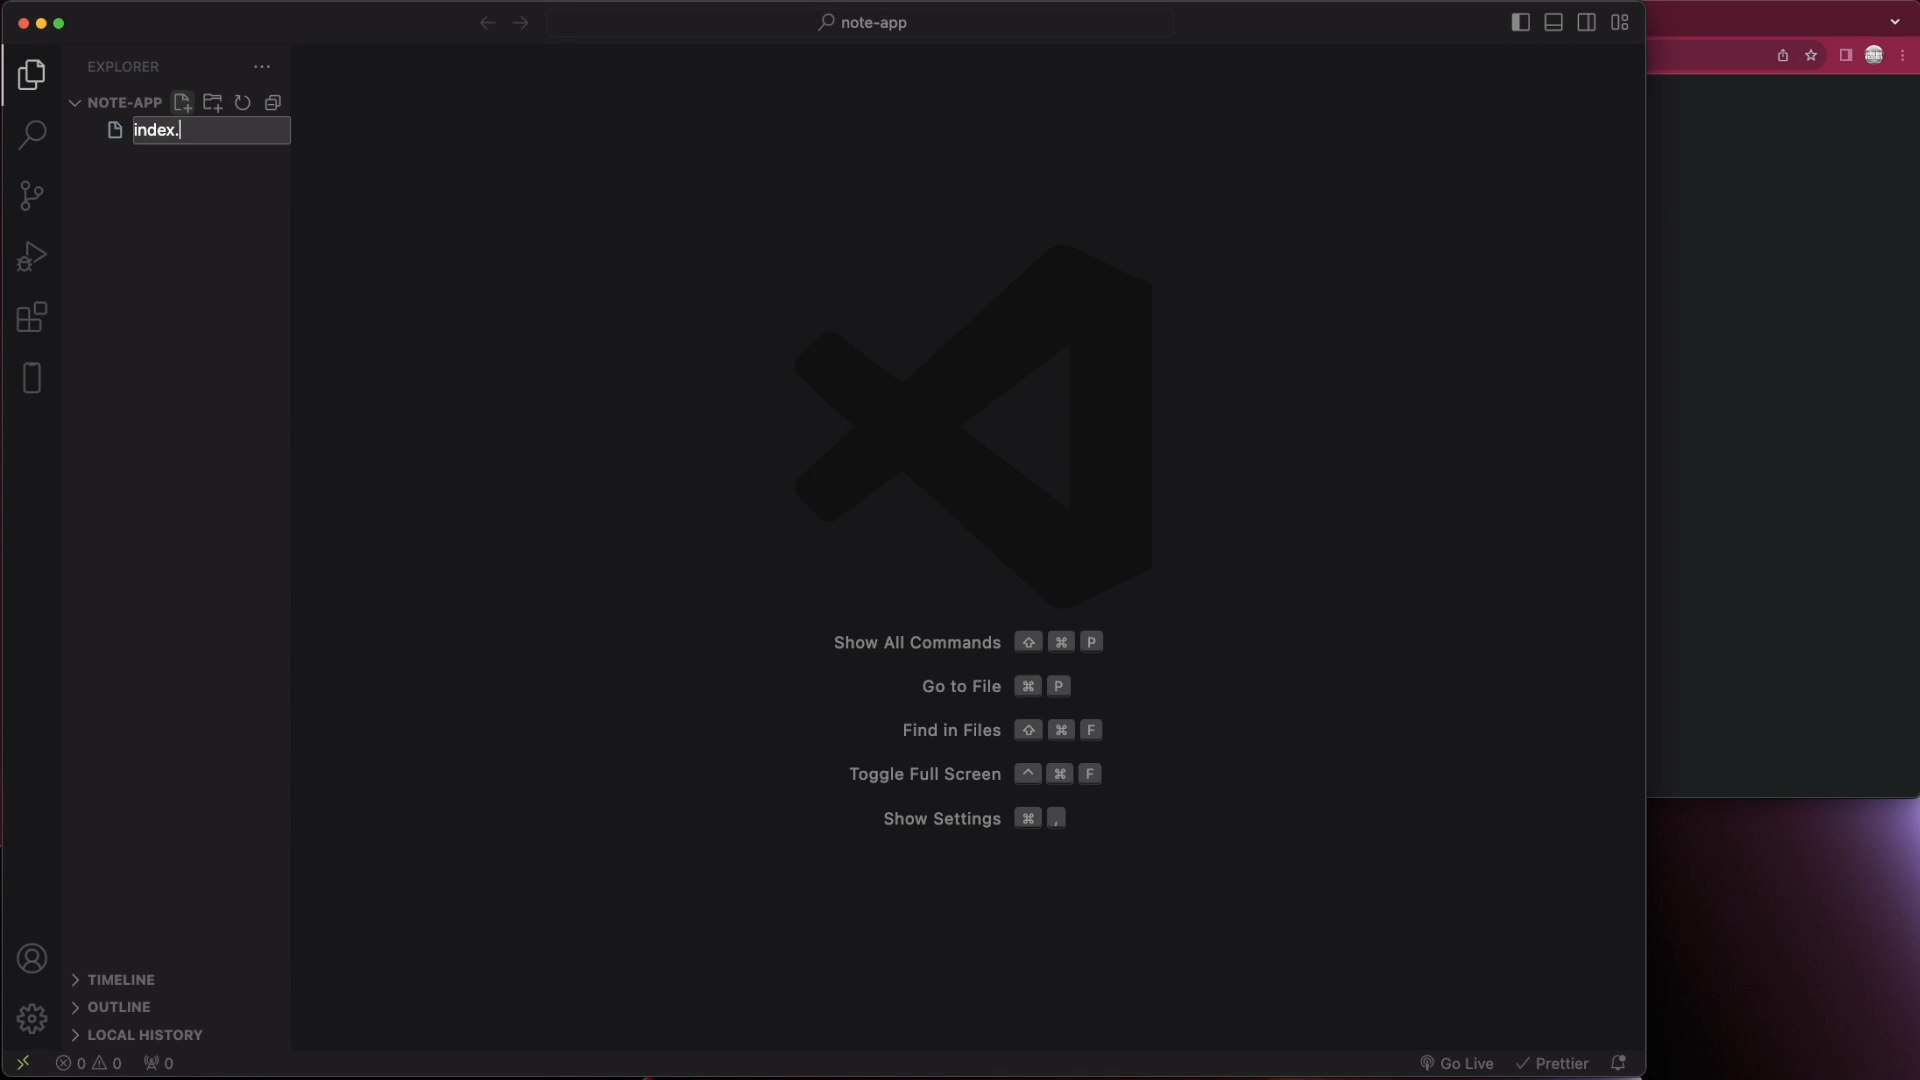 note-app
EXPLORER
NOTE-APP
index.
Show All Commands ⇧ ⌘ P
Go to File ⌘ P
Find in Files ⇧ ⌘ F
Toggle Full Screen ^ ⌘ F
Show Settings ⌘ ,
TIMELINE
OUTLINE
LOCAL HISTORY
0 0 0 Go Live Prettier